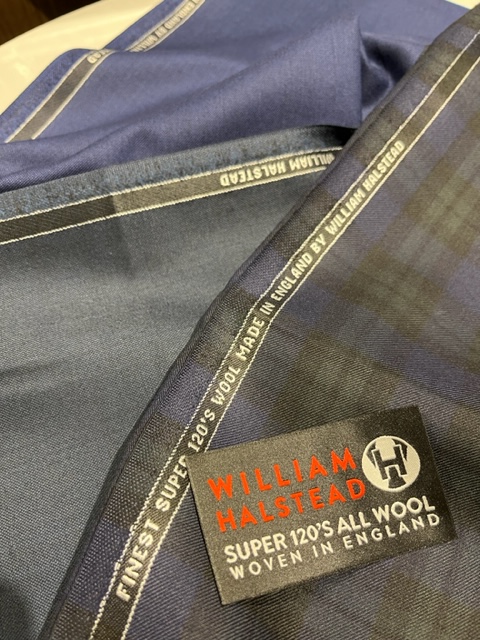 WILLIAM HALSTEAD
FINEST SUPER 120'S WOOL MADE IN ENGLAND BY WILLIAM HALSTEAD
WILLIAM
HALSTEAD
H
SUPER 120'S ALL WOOL
WOVEN IN ENGLAND